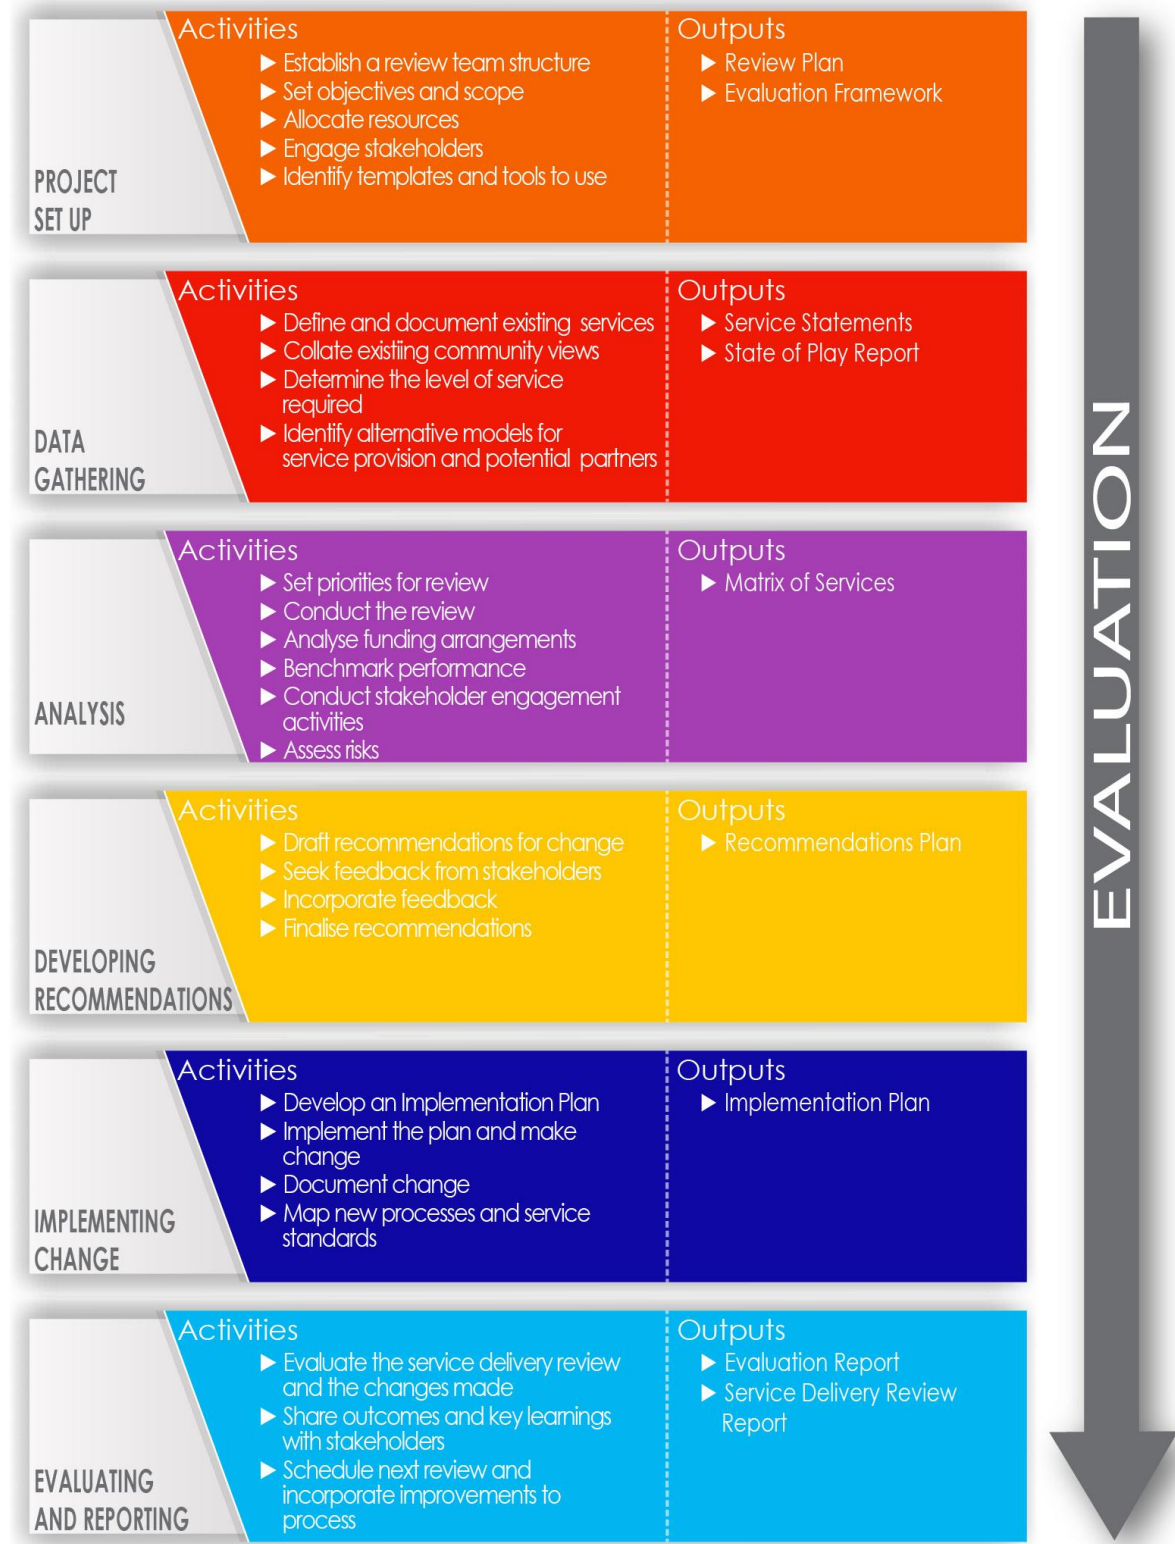 Activities
Establish a review team structure
Set objectives and scope
Allocate resources
Engage stakeholders
Identify templates and tools to use
Outputs
Review Plan
Evaluation Framework
PROJECT
SET UP
Activities
Define and document existing services
Collate existiing community views
Determine the level of service
required
Identify alternative models for
service provision and potential partners
Outputs
Service Statements
State of Play Report
DATA
GATHERING
Activities
Set priorities for review
Conduct the review
Analyse funding arrangements
Benchmark performance
Conduct stakeholder engagement
activities
Assess risks
Outputs
Matrix of Services
ANALYSIS
Activities
Draft recommendations for change
Seek feedback from stakeholders
Incorporate feedback
Finalise recommendations
Outputs
Recommendations Plan
DEVELOPING
RECOMMENDATIONS
Activities
Develop an Implementation Plan
Implement the plan and make
change
Document change
Map new processes and service
standards
Outputs
Implementation Plan
IMPLEMENTING
CHANGE
Activities
Evaluate the service delivery review
and the changes made
Share outcomes and key learnings
with stakeholders
Schedule next review and
incorporate improvements to
process
Outputs
Evaluation Report
Service Delivery Review
Report
EVALUATING
AND REPORTING
EVALUATION